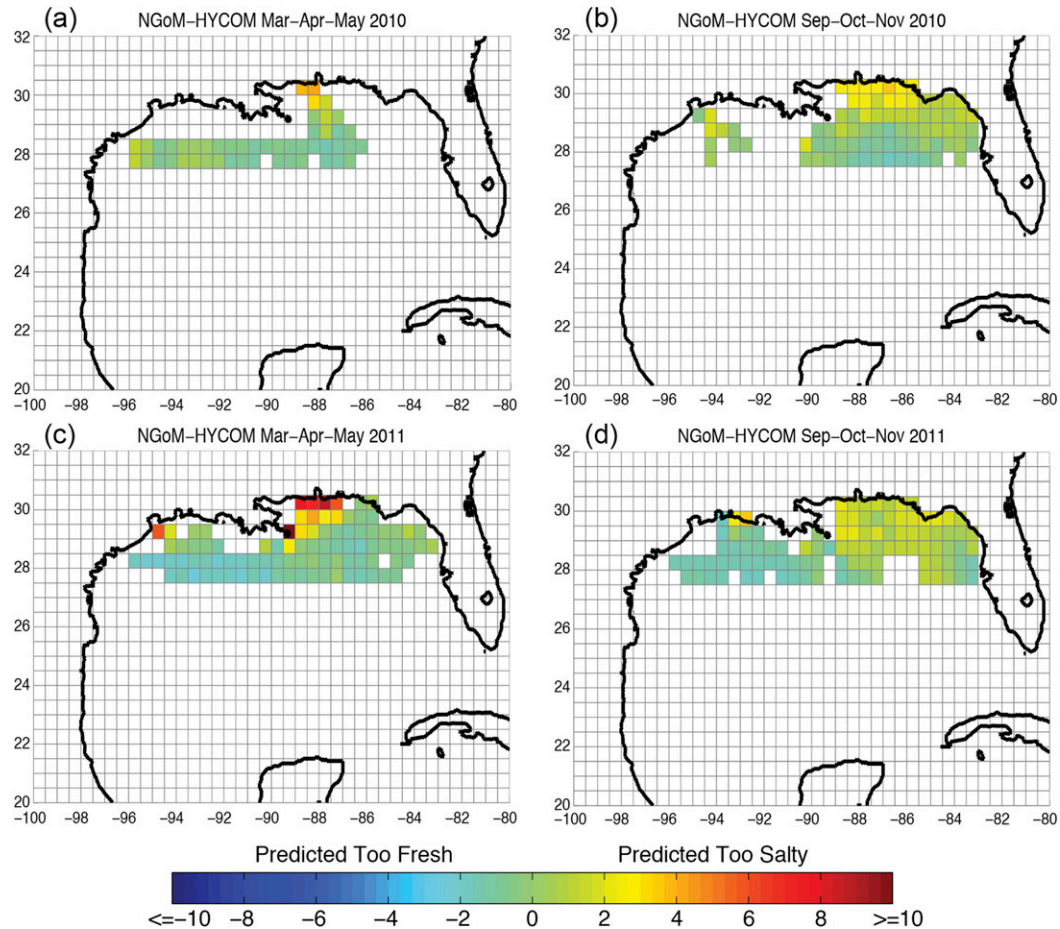 (a) NGoM-HYCOM Mar-Apr-May 2010
(b) NGoM-HYCOM Sep-Oct-Nov 2010
32
30
28
26
24
22
20
-100 -98 -96 -94 -92 -90 -88 -86 -84 -82 -80
32
30
28
26
24
22
20
-100 -98 -96 -94 -92 -90 -88 -86 -84 -82 -80
(c) NGoM-HYCOM Mar-Apr-May 2011
(d) NGoM-HYCOM Sep-Oct-Nov 2011
32
30
28
26
24
22
20
-100 -98 -96 -94 -92 -90 -88 -86 -84 -82 -80
32
30
28
26
24
22
20
-100 -98 -96 -94 -92 -90 -88 -86 -84 -82 -80
Predicted Too Fresh Predicted Too Salty
<=-10 -8 -6 -4 -2 0 2 4 6 8 >=10